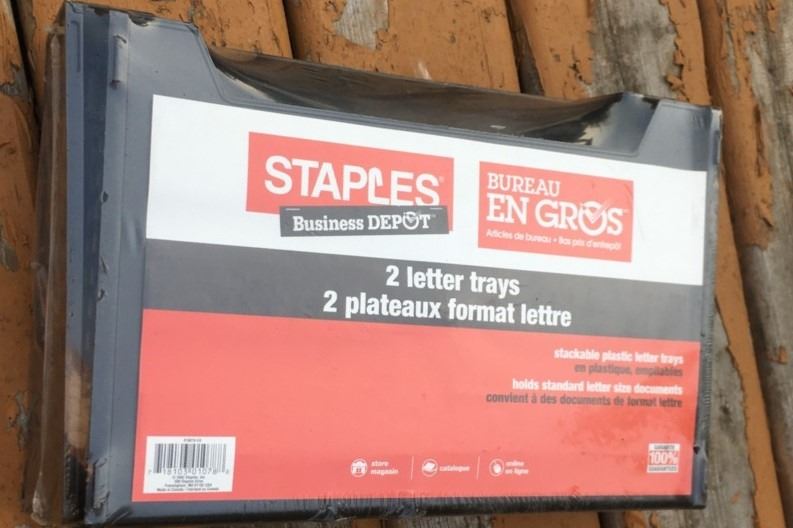 STAPLES
Business DEPOT
BUREAU
EN GROS
Articles de bureau • Bas prix d'entrepôt
2 letter trays
2 plateaux format lettre
stackable plastic letter trays
en plastique, empilables
holds standard letter size documents
convient à des documents de format lettre
store
magasin
catalogue
online
en ligne
100%
18103 01078